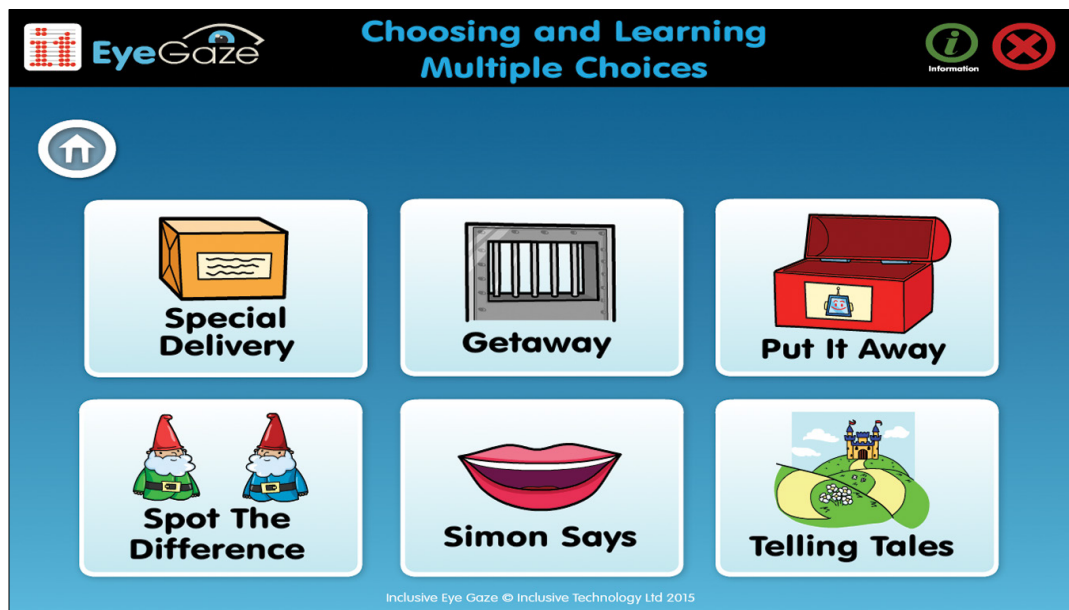 it EyeGaze
Choosing and Learning
Multiple Choices
Information
Special
Delivery
Getaway
Put It Away
Spot The
Difference
Simon Says
Telling Tales
Inclusive Eye Gaze © Inclusive Technology Ltd 2015